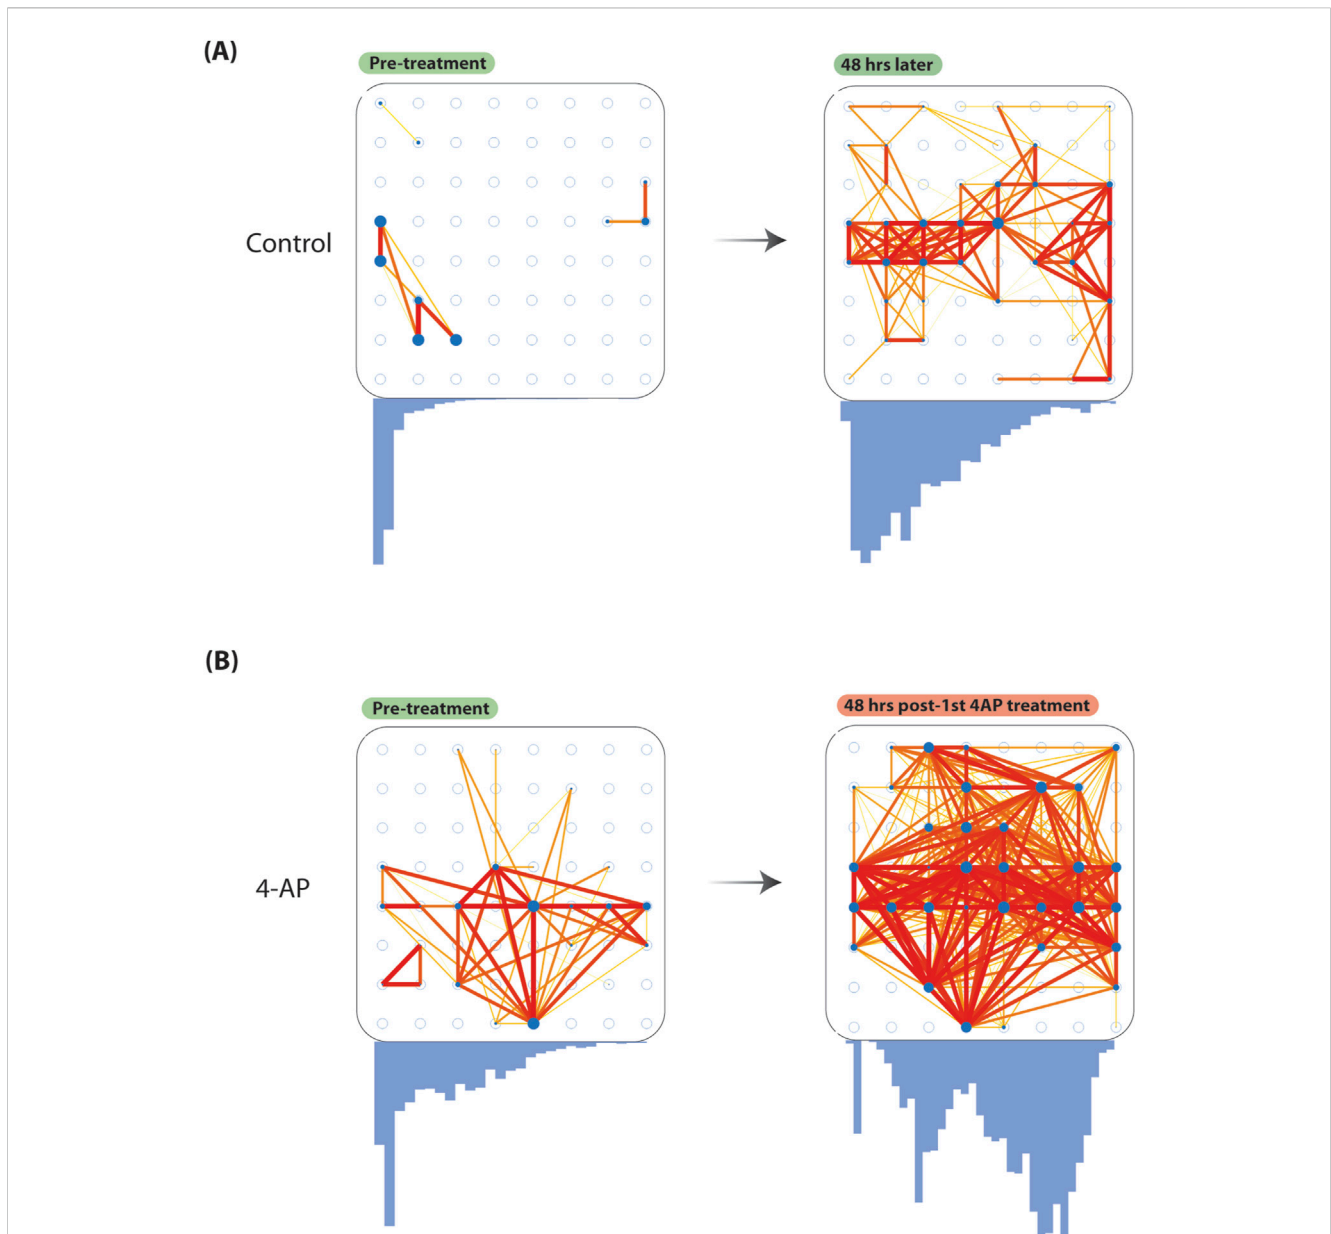 (A)
Pre-treatment
48 hrs later
Control
(B)
Pre-treatment
48 hrs post-1st 4AP treatment
4-AP